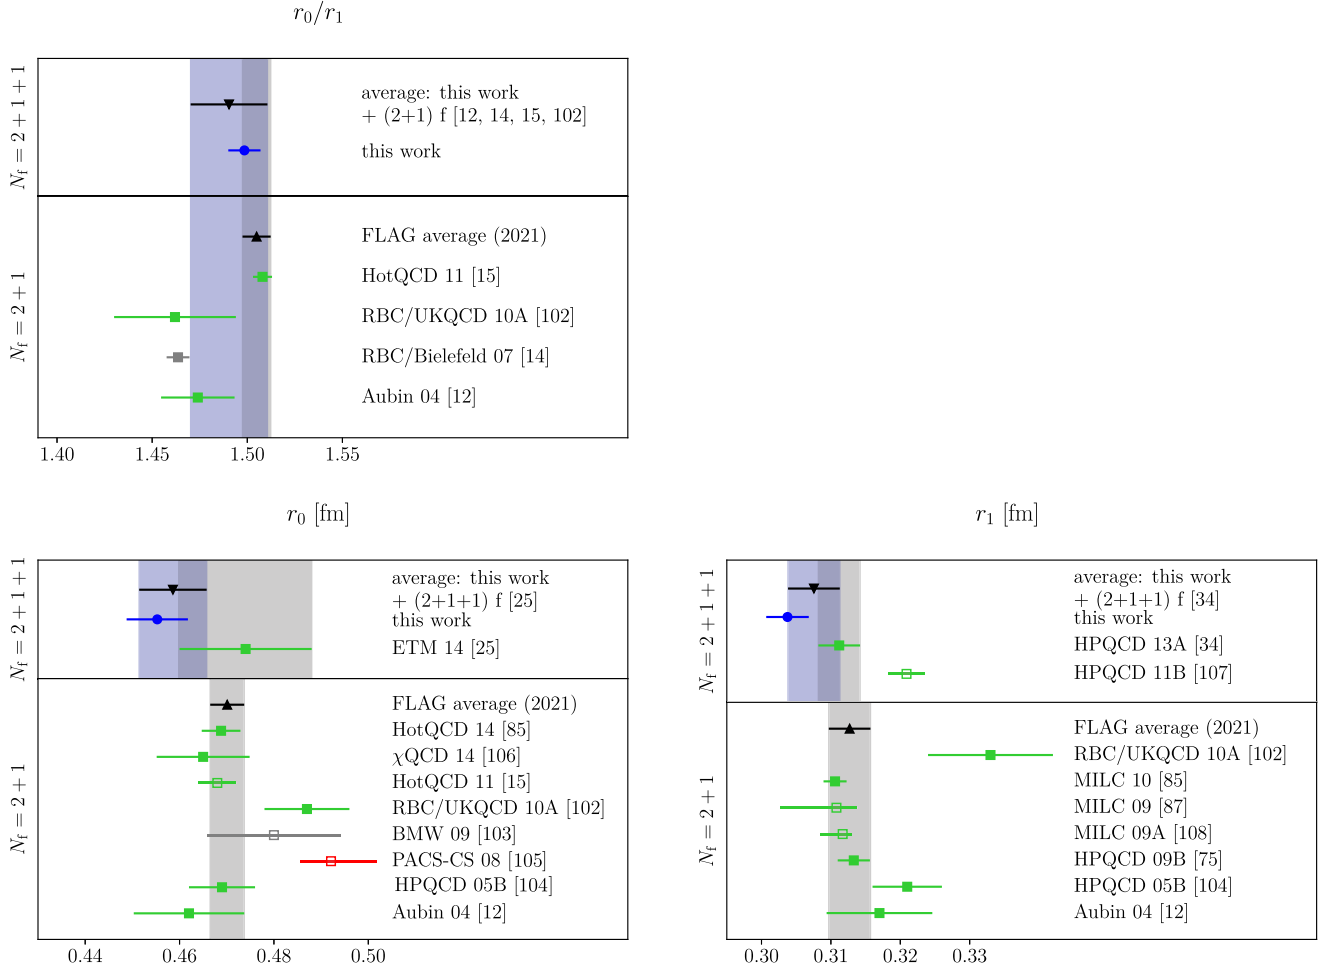 r₀/r₁
N_f = 2 + 1 + 1
average: this work
+ (2+1) f [12, 14, 15, 102]
this work
N_f = 2 + 1
FLAG average (2021)
HotQCD 11 [15]
RBC/UKQCD 10A [102]
RBC/Bielefeld 07 [14]
Aubin 04 [12]
1.40 1.45 1.50 1.55
r₀ [fm]
N_f = 2 + 1 + 1
average: this work
+ (2+1+1) f [25]
this work
ETM 14 [25]
N_f = 2 + 1
FLAG average (2021)
HotQCD 14 [85]
χQCD 14 [106]
HotQCD 11 [15]
RBC/UKQCD 10A [102]
BMW 09 [103]
PACS-CS 08 [105]
HPQCD 05B [104]
Aubin 04 [12]
0.44 0.46 0.48 0.50
r₁ [fm]
N_f = 2 + 1 + 1
average: this work
+ (2+1+1) f [34]
this work
HPQCD 13A [34]
HPQCD 11B [107]
N_f = 2 + 1
FLAG average (2021)
RBC/UKQCD 10A [102]
MILC 10 [85]
MILC 09 [87]
MILC 09A [108]
HPQCD 09B [75]
HPQCD 05B [104]
Aubin 04 [12]
0.30 0.31 0.32 0.33